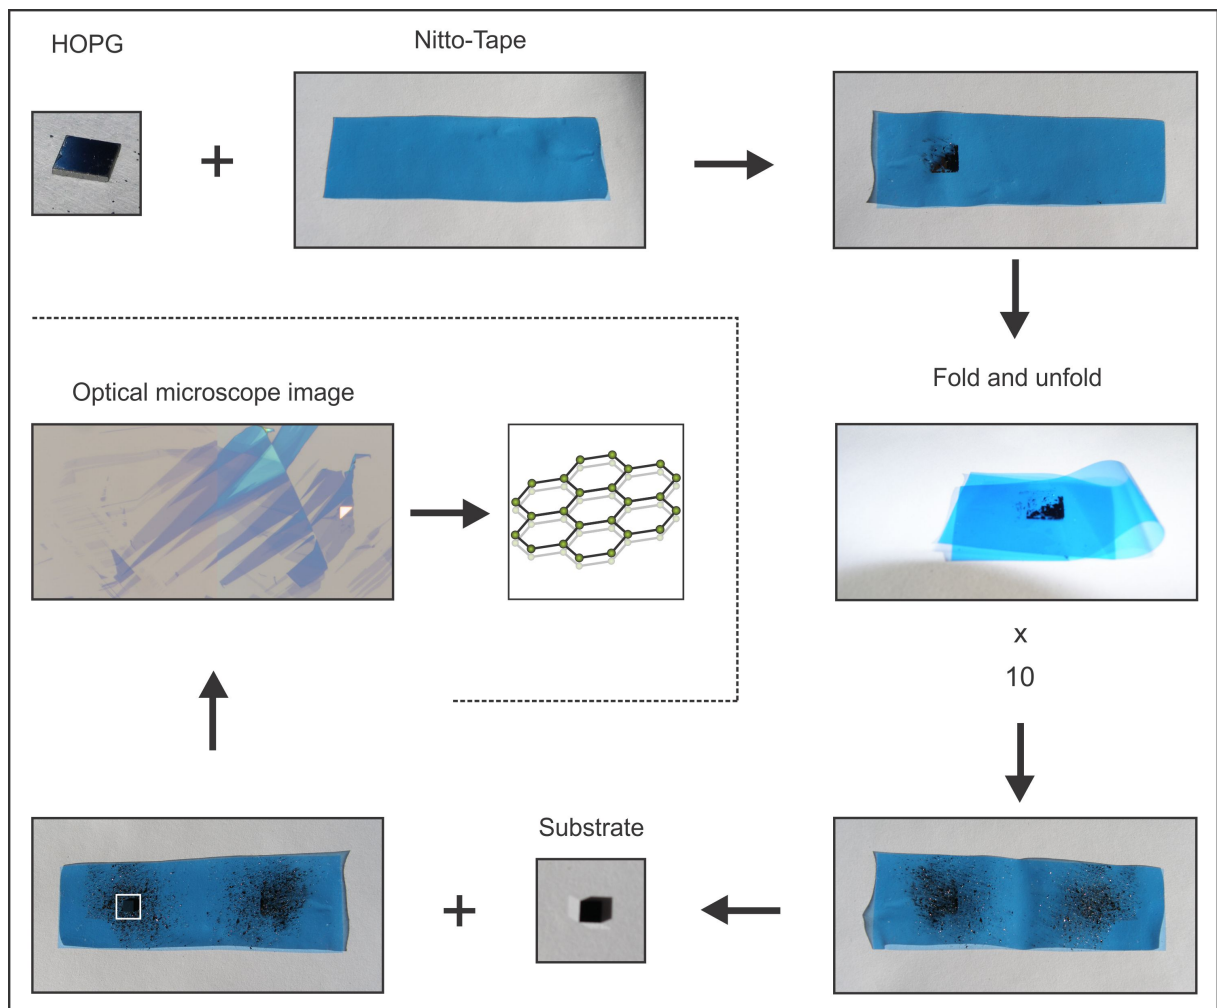 HOPG
Nitto-Tape
+
Fold and unfold
x
10
Optical microscope image
Substrate
+